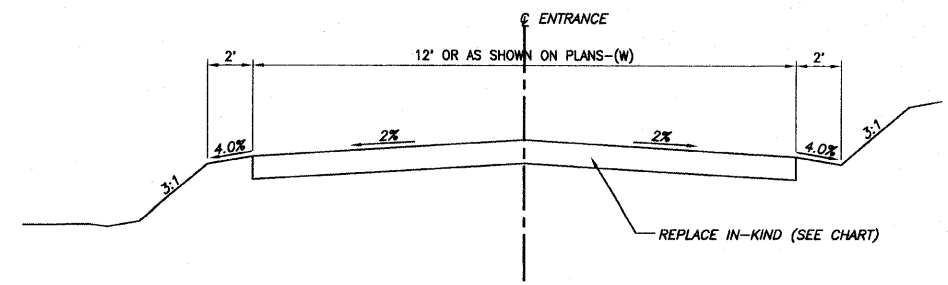 ℄ ENTRANCE
2'
12' OR AS SHOWN ON PLANS-(W)
2'
4.0%
2%
2%
4.0%
3:1
3:1
REPLACE IN-KIND (SEE CHART)